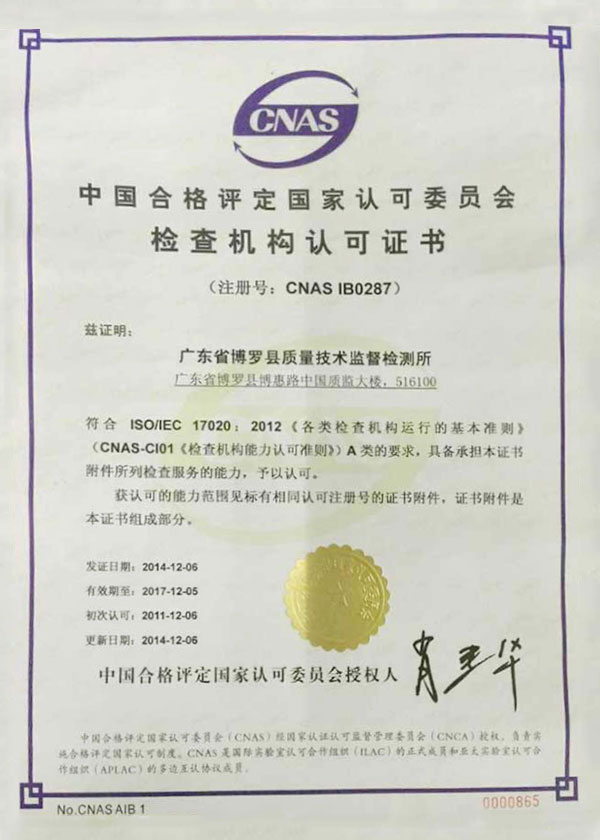 CNAS
中国合格评定国家认可委员会
检查机构认可证书
（注册号：CNAS IB0287）
兹证明：
广东省博罗县质量技术监督检测所
广东省博罗县博惠路中国质监大楼，516100
符合 ISO/IEC 17020：2012《各类检查机构运行的基本准则》
（CNAS-CI01《检查机构能力认可准则》）A 类的要求，具备承担本证书
附件所列检查服务的能力，予以认可。
获认可的能力范围见标有相同认可注册号的证书附件，证书附件是
本证书组成部分。
发证日期：2014-12-06
有效期至：2017-12-05
初次认可：2011-12-06
更新日期：2014-12-06
中国合格评定国家认可委员会授权人
中国合格评定国家认可委员会（CNAS）经国家认证认可监督管理委员会（CNCA）授权，负责实
施合格评定国家认可制度。CNAS 是国际实验室认可合作组织（ILAC）的正式成员和亚太实验室认可合
作组织（APLAC）的多边互认协议成员。
No.CNAS AIB 1
0000865